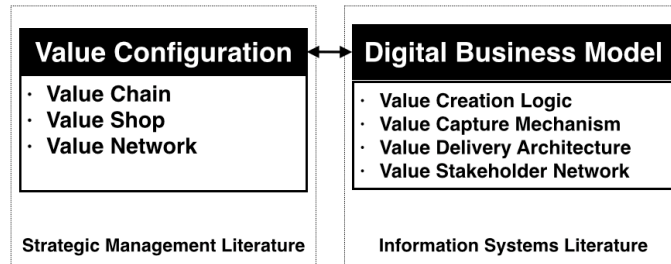 Value Configuration
· Value Chain
· Value Shop
· Value Network
Strategic Management Literature
Digital Business Model
· Value Creation Logic
· Value Capture Mechanism
· Value Delivery Architecture
· Value Stakeholder Network
Information Systems Literature